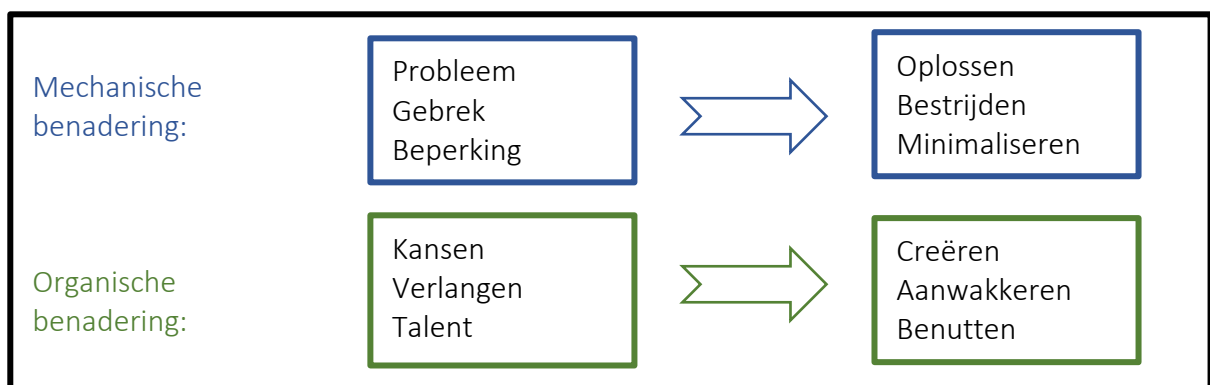 Mechanische
benadering:
Probleem
Gebrek
Beperking
Oplossen
Bestrijden
Minimaliseren
Organische
benadering:
Kansen
Verlangen
Talent
Creëren
Aanwakkeren
Benutten